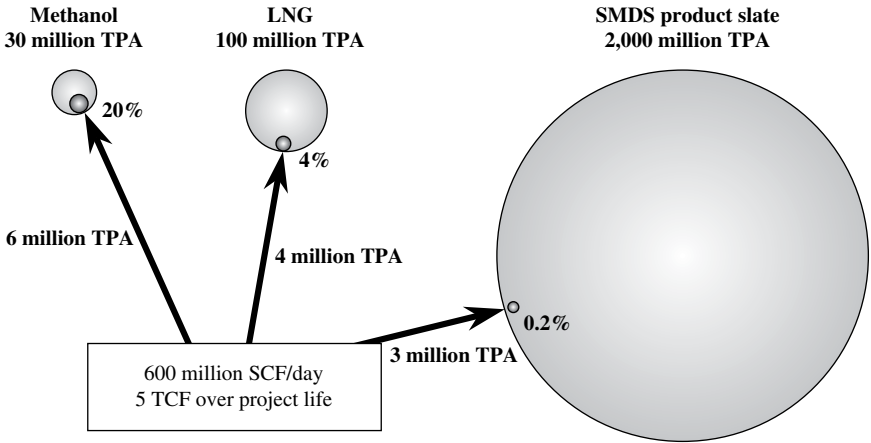 Methanol
30 million TPA
LNG
100 million TPA
SMDS product slate
2,000 million TPA
20%
4%
6 million TPA
4 million TPA
0.2%
3 million TPA
600 million SCF/day
5 TCF over project life